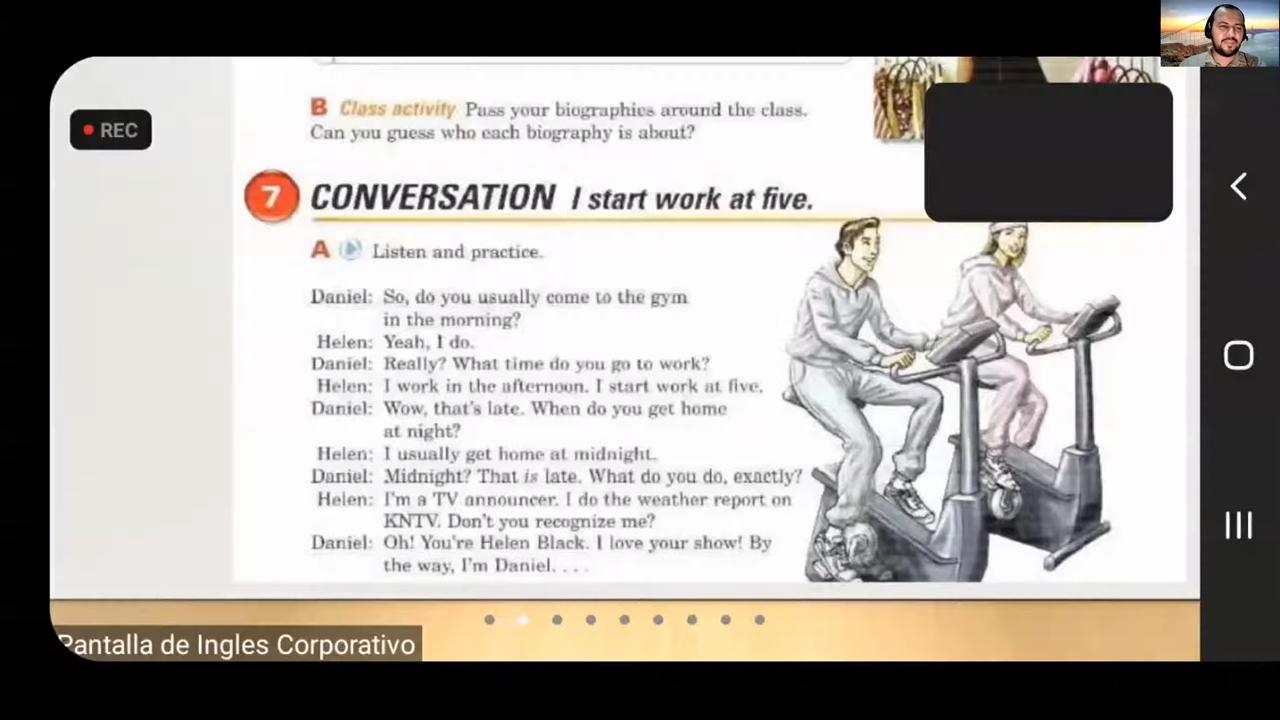 REC
B Class activity Pass your biographies around the class.
Can you guess who each biography is about?
7 CONVERSATION I start work at five.
A Listen and practice.
Daniel: So, do you usually come to the gym
in the morning?
Helen: Yeah, I do.
Daniel: Really? What time do you go to work?
Helen: I work in the afternoon. I start work at five.
Daniel: Wow, that's late. When do you get home
at night?
Helen: I usually get home at midnight.
Daniel: Midnight? That is late. What do you do, exactly?
Helen: I'm a TV announcer. I do the weather report on
KNTV. Don't you recognize me?
Daniel: Oh! You're Helen Black. I love your show! By
the way, I'm Daniel. . . .
Pantalla de Ingles Corporativo